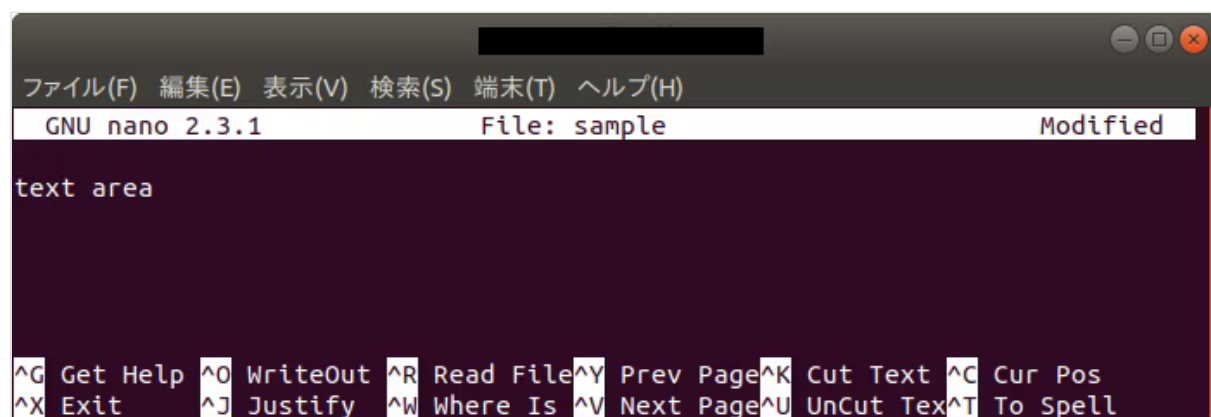 ファイル(F) 編集(E) 表示(V) 検索(S) 端末(T) ヘルプ(H)
GNU nano 2.3.1 File: sample Modified
text area
^G Get Help ^O WriteOut ^R Read File^Y Prev Page^K Cut Text ^C Cur Pos
^X Exit ^J Justify ^W Where Is ^V Next Page^U UnCut Tex^T To Spell